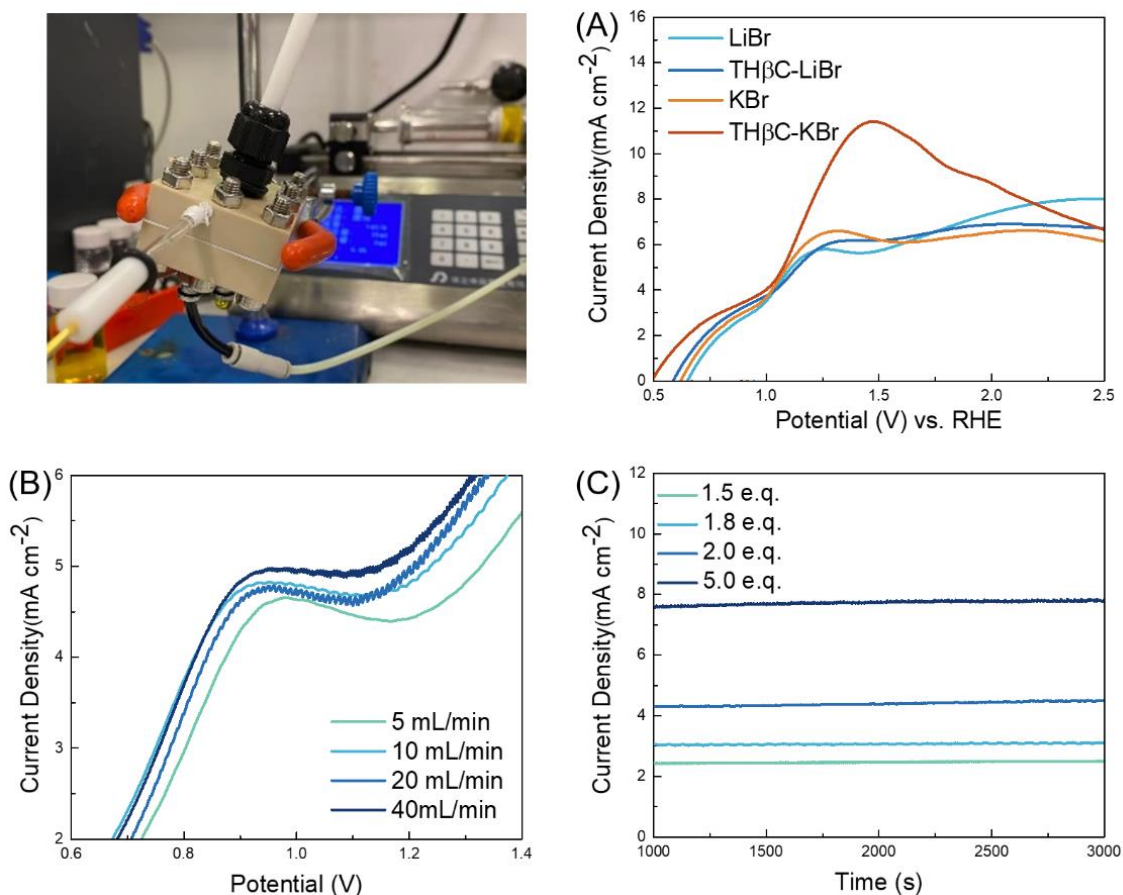 (A)
Current Density(mA cm⁻²)
16
14
12
10
8
6
4
2
0
LiBr
THβC-LiBr
KBr
THβC-KBr
0.5
1.0
1.5
2.0
2.5
Potential (V) vs. RHE
(B)
Current Density(mA cm⁻²)
6
5
4
3
2
5 mL/min
10 mL/min
20 mL/min
40mL/min
0.6
0.8
1.0
1.2
1.4
Potential (V)
(C)
Current Density(mA cm⁻²)
12
10
8
6
4
2
0
1.5 e.q.
1.8 e.q.
2.0 e.q.
5.0 e.q.
1000
1500
2000
2500
3000
Time (s)